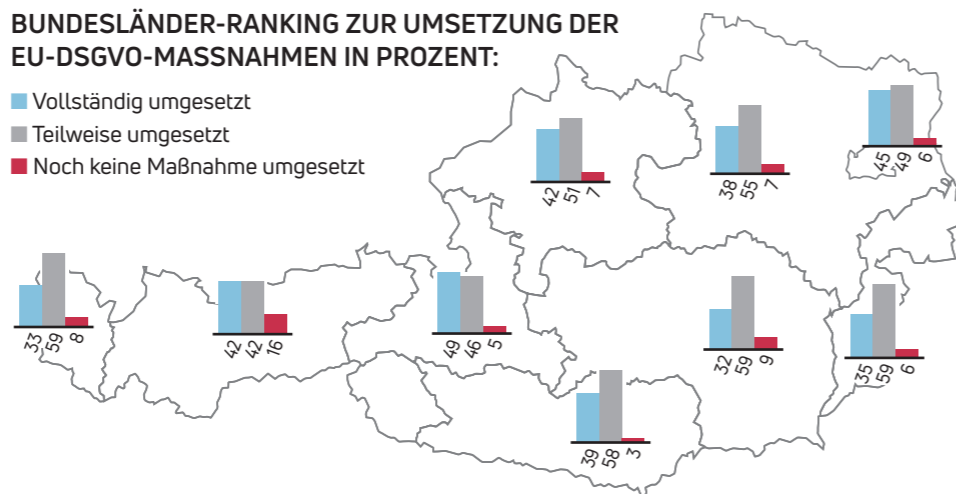 BUNDESLÄNDER-RANKING ZUR UMSETZUNG DER
EU-DSGVO-MASSNAHMEN IN PROZENT:
Vollständig umgesetzt
Teilweise umgesetzt
Noch keine Maßnahme umgesetzt
45 49 6
42 51 7
38 55 7
33 59 8
42 42 16
49 46 5
32 59 9
35 59 6
39 58 3